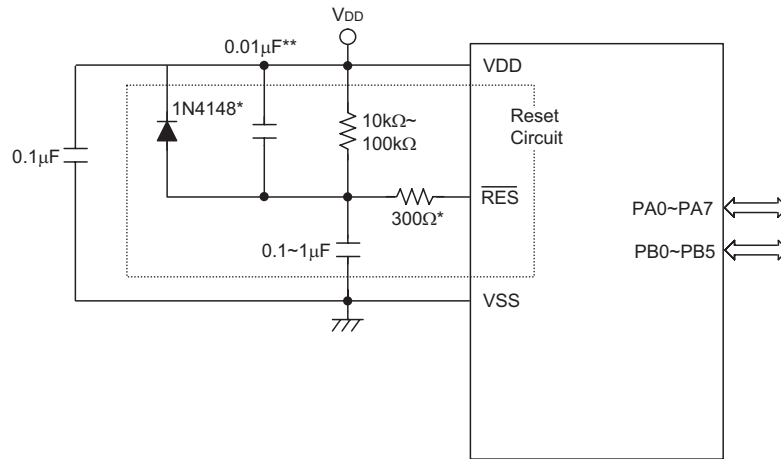 VDD
0.01µF**
VDD
1N4148*
10kΩ~
100kΩ
Reset
Circuit
0.1µF
RES
300Ω*
PA0~PA7
0.1~1µF
PB0~PB5
VSS